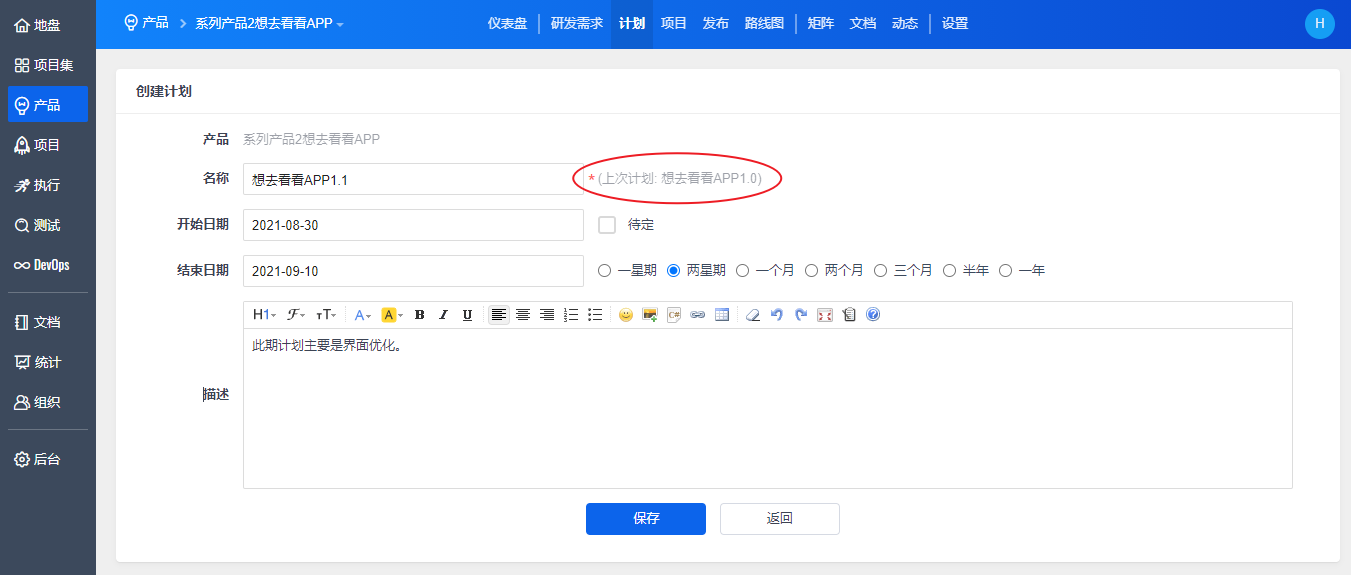 地盘
项目集
产品
项目
执行
测试
DevOps
文档
统计
组织
后台
产品 > 系列产品2想去看看APP
仪表盘 研发需求 计划 项目 发布 路线图 矩阵 文档 动态 设置
H
创建计划
产品 系列产品2想去看看APP
名称 想去看看APP1.1 * (上次计划: 想去看看APP1.0)
开始日期 2021-08-30 待定
结束日期 2021-09-10 一星期 两星期 一个月 两个月 三个月 半年 一年
H1 F тT A A B I U C# ?
此期计划主要是界面优化。
描述
保存 返回